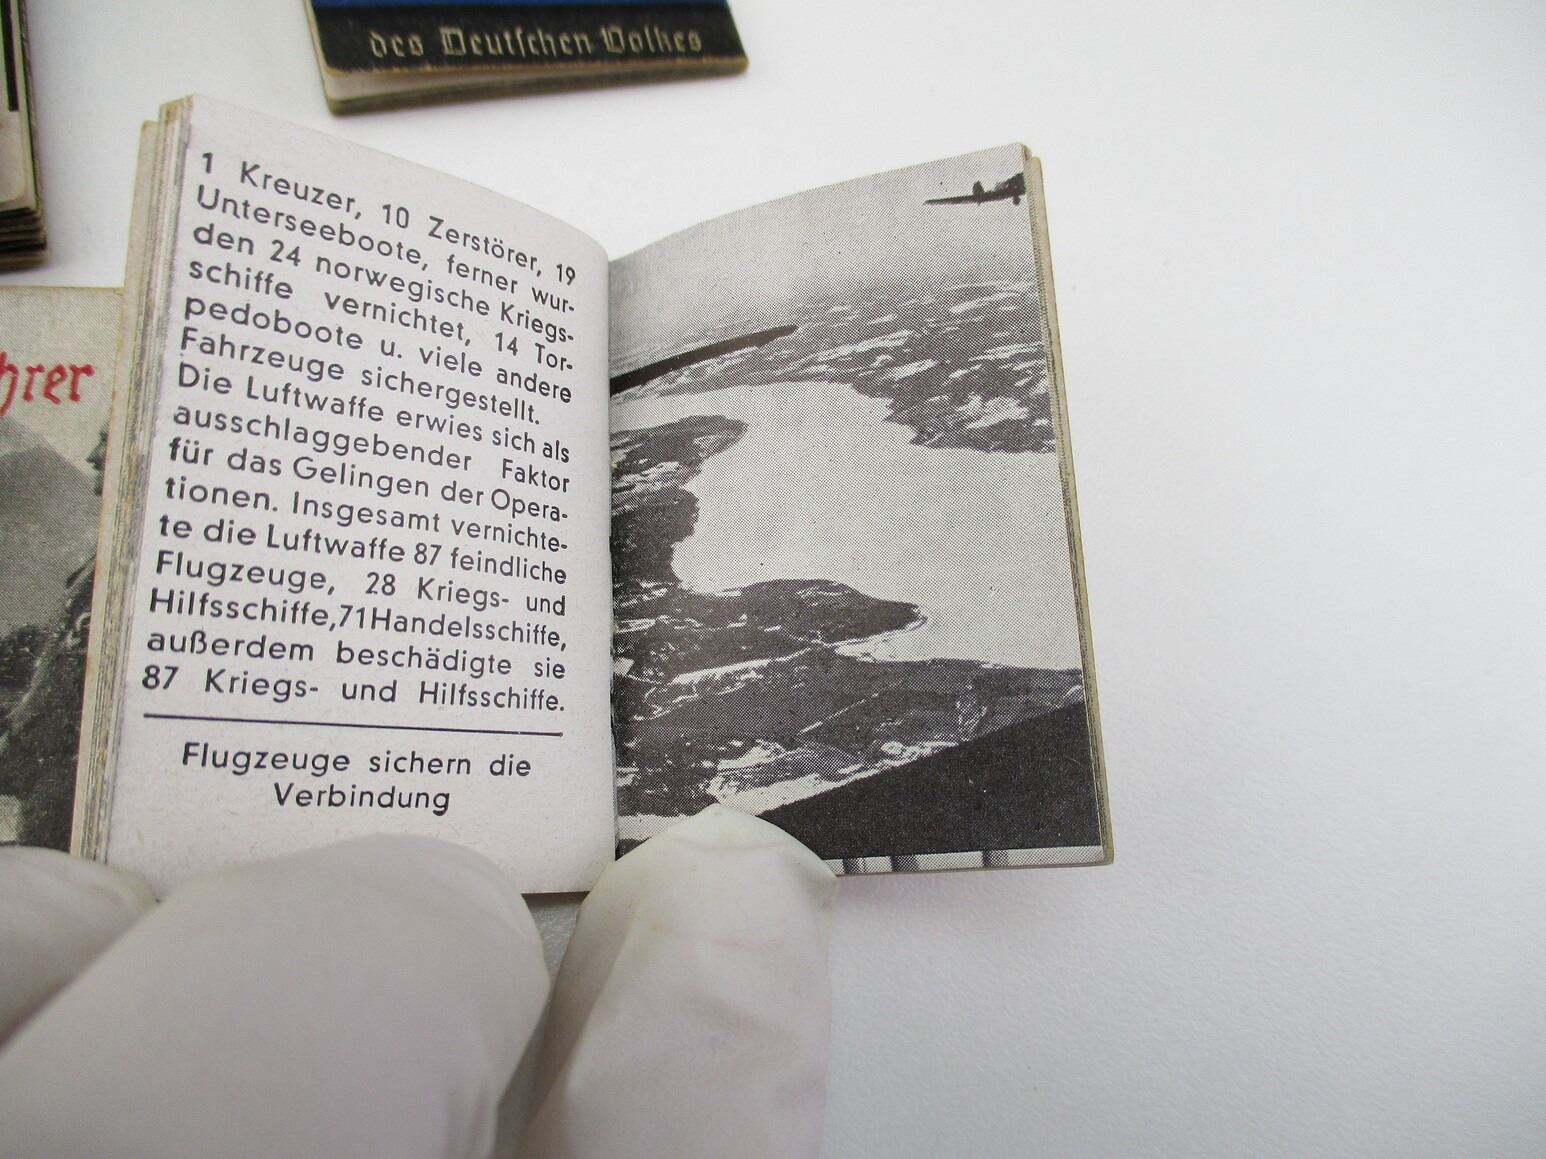 des Deutschen Volkes
hrer
1 Kreuzer, 10 Zerstörer, 19
Unterseeboote, ferner wur-
den 24 norwegische Kriegs-
schiffe vernichtet, 14 Tor-
pedoboote u. viele andere
Fahrzeuge sichergestellt.
Die Luftwaffe erwies sich als
ausschlaggebender Faktor
für das Gelingen der Opera-
tionen. Insgesamt vernichte-
te die Luftwaffe 87 feindliche
Flugzeuge, 28 Kriegs- und
Hilfsschiffe,71Handelsschiffe,
außerdem beschädigte sie
87 Kriegs- und Hilfsschiffe.
Flugzeuge sichern die
Verbindung